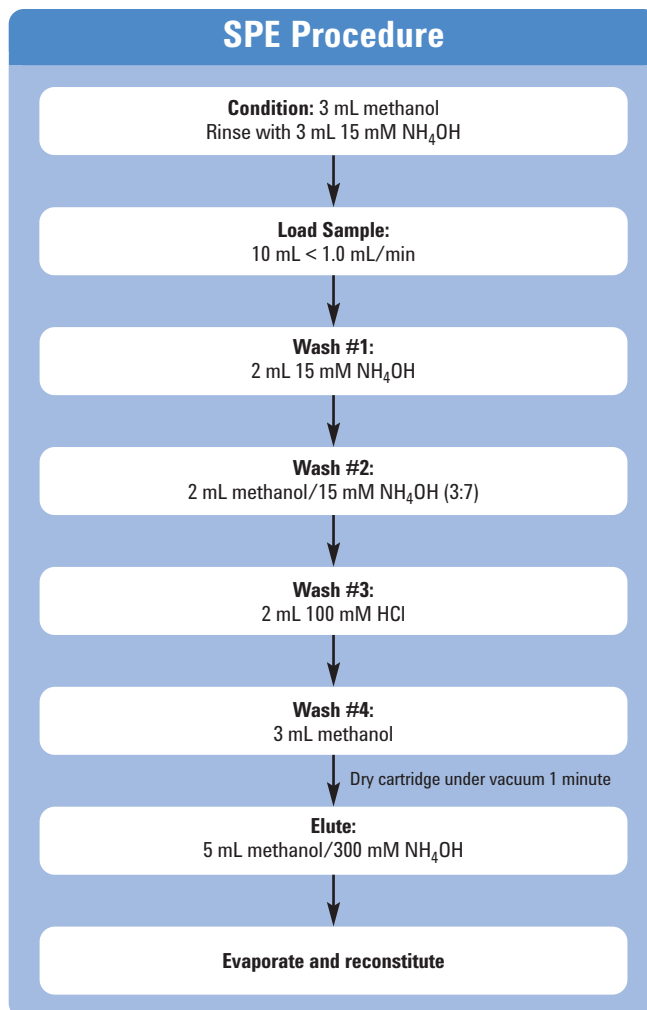 SPE Procedure
Condition: 3 mL methanol
Rinse with 3 mL 15 mM NH₄OH
Load Sample:
10 mL < 1.0 mL/min
Wash #1:
2 mL 15 mM NH₄OH
Wash #2:
2 mL methanol/15 mM NH₄OH (3:7)
Wash #3:
2 mL 100 mM HCl
Wash #4:
3 mL methanol
Dry cartridge under vacuum 1 minute
Elute:
5 mL methanol/300 mM NH₄OH
Evaporate and reconstitute